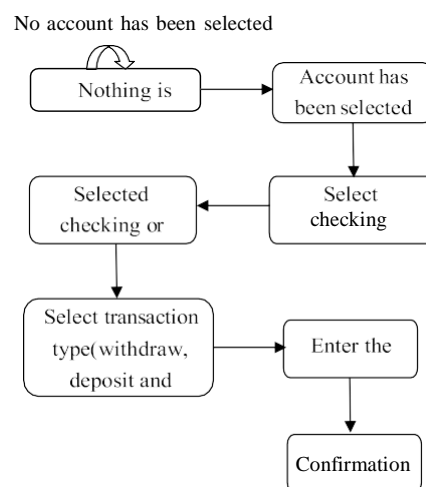 No account has been selected
Nothing is
Account has
been selected
Selected
checking or
Select
checking
Select transaction
type(withdraw,
deposit and
Enter the
Confirmation